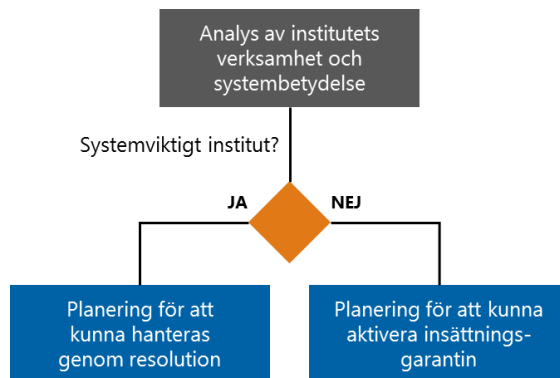 Analys av institutets
verksamhet och
systembetydelse
Systemviktigt institut?
JA
NEJ
Planering för att
kunna hanteras
genom resolution
Planering för att kunna
aktivera insättnings-
garantin